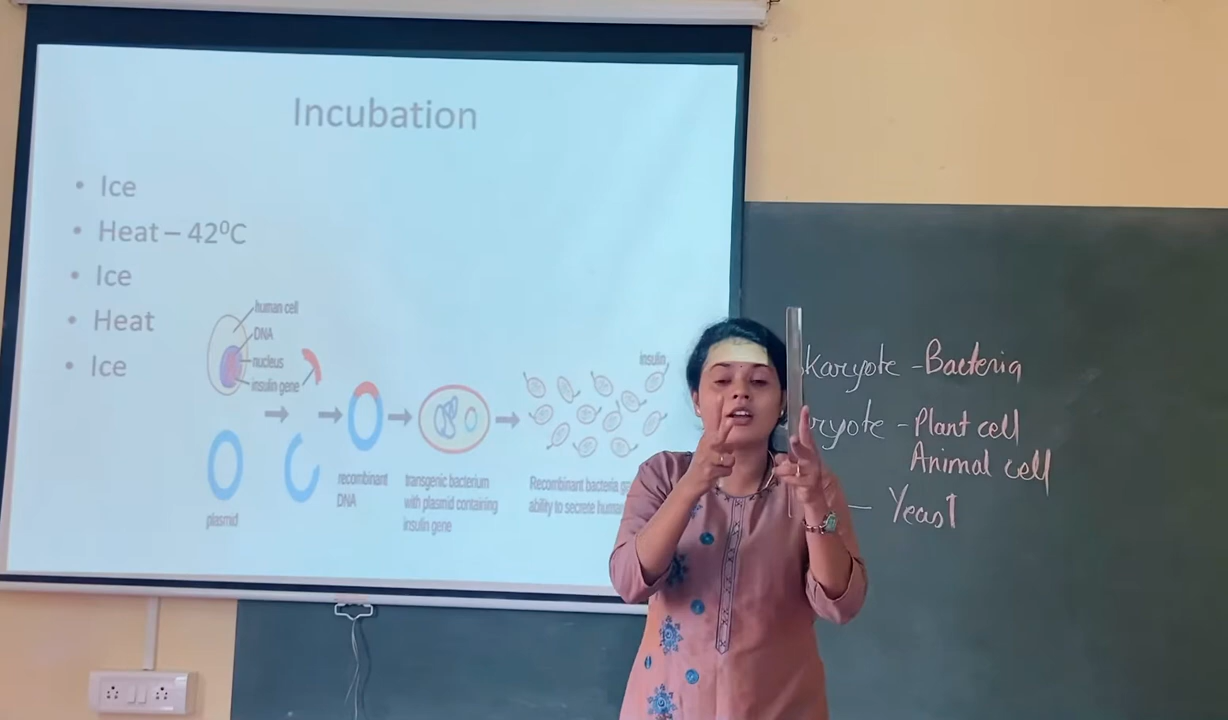 Incubation
• Ice
• Heat – 42⁰C
• Ice
• Heat
• Ice
human cell
DNA
nucleus
insulin gene
plasmid
recombinant
DNA
transgenic bacterium
with plasmid containing
insulin gene
insulin
Recombinant bacteria
ability to secrete
karyote - Bacteria
ryote - Plant cell
Animal cell
— Yeast